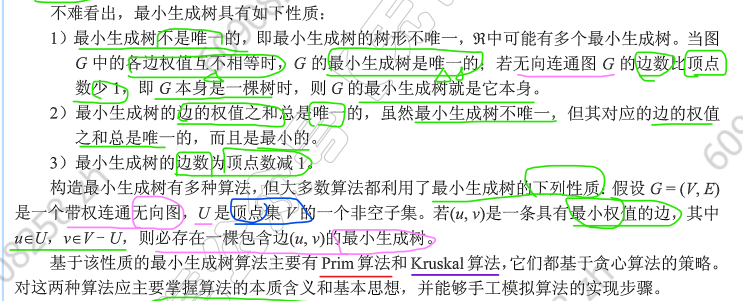 不难看出，最小生成树具有如下性质：
1）最小生成树不是唯一的，即最小生成树的树形不唯一，ℜ中可能有多个最小生成树。当图
G 中的各边权值互不相等时，G 的最小生成树是唯一的；若无向连通图 G 的边数比顶点
数少 1，即 G 本身是一棵树时，则 G 的最小生成树就是它本身。
2）最小生成树的边的权值之和总是唯一的，虽然最小生成树不唯一，但其对应的边的权值
之和总是唯一的，而且是最小的。
3）最小生成树的边数为顶点数减 1。
构造最小生成树有多种算法，但大多数算法都利用了最小生成树的下列性质：假设 G = (V, E)
是一个带权连通无向图，U 是顶点集 V 的一个非空子集。若(u, v)是一条具有最小权值的边，其中
u∈U，v∈V − U，则必存在一棵包含边(u, v)的最小生成树。
基于该性质的最小生成树算法主要有 Prim 算法和 Kruskal 算法，它们都基于贪心算法的策略。
对这两种算法应主要掌握算法的本质含义和基本思想，并能够手工模拟算法的实现步骤。